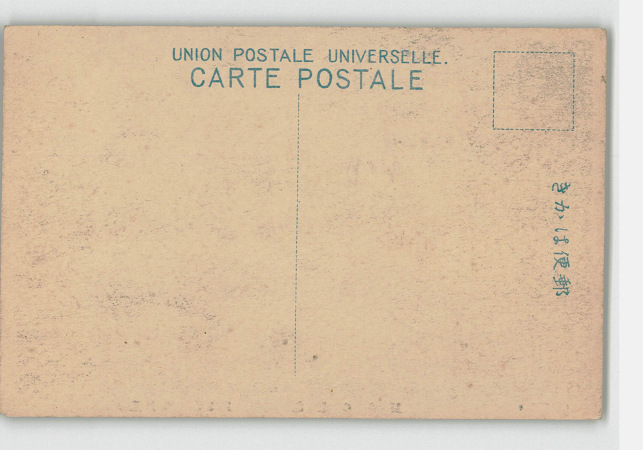 UNION POSTALE UNIVERSELLE.
CARTE POSTALE
郵便はかき